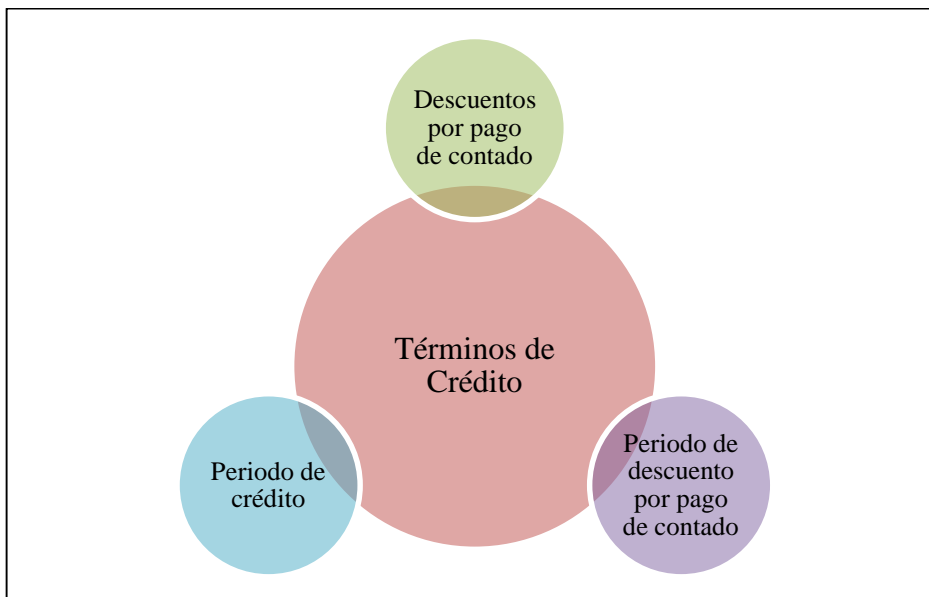 Descuentos
por pago
de contado
Términos de
Crédito
Periodo de
crédito
Periodo de
descuento
por pago
de contado